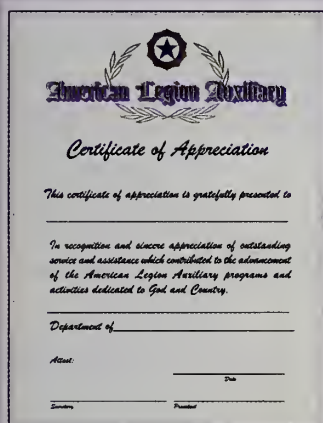 American Legion Auxiliary
Certificate of Appreciation
This certificate of appreciation is gratefully presented to
In recognition and sincere appreciation of outstanding
service and assistance which contributed to the advancement
of the American Legion Auxiliary programs and
activities dedicated to God and Country.
Department of
Attest:
Date
Secretary President